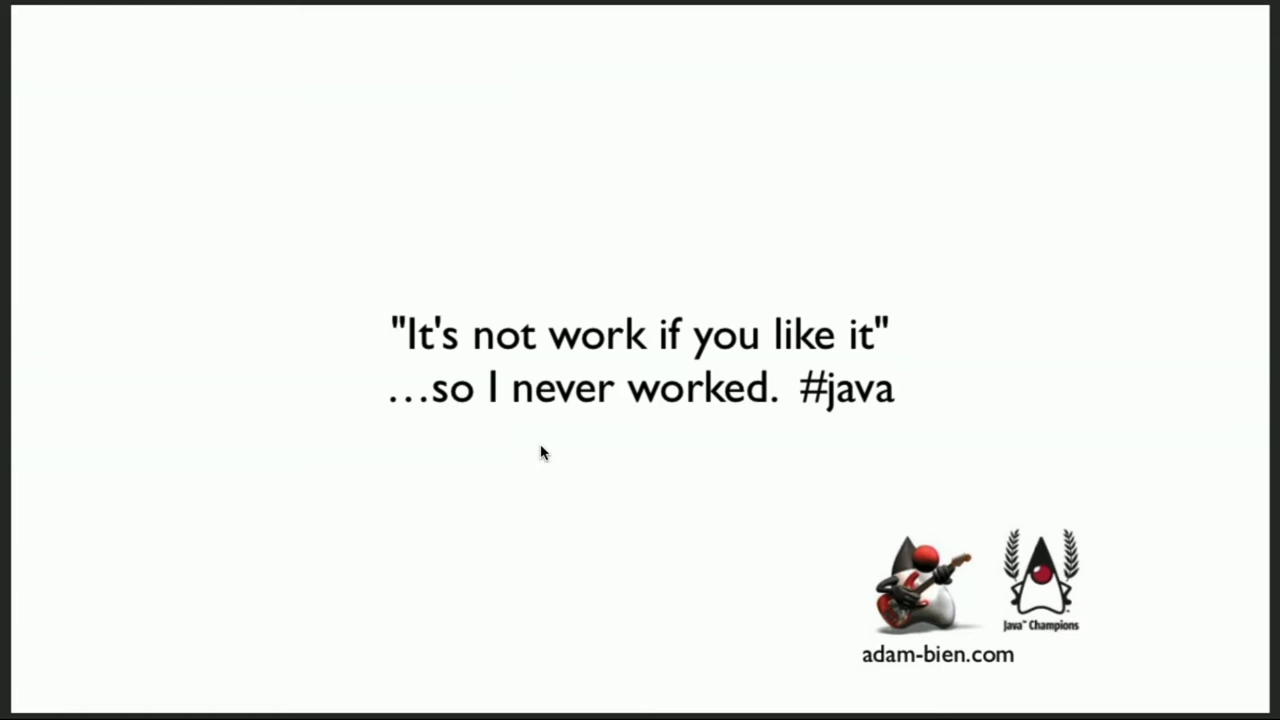 "It's not work if you like it"
…so I never worked.  #java
Java™ Champions
adam-bien.com